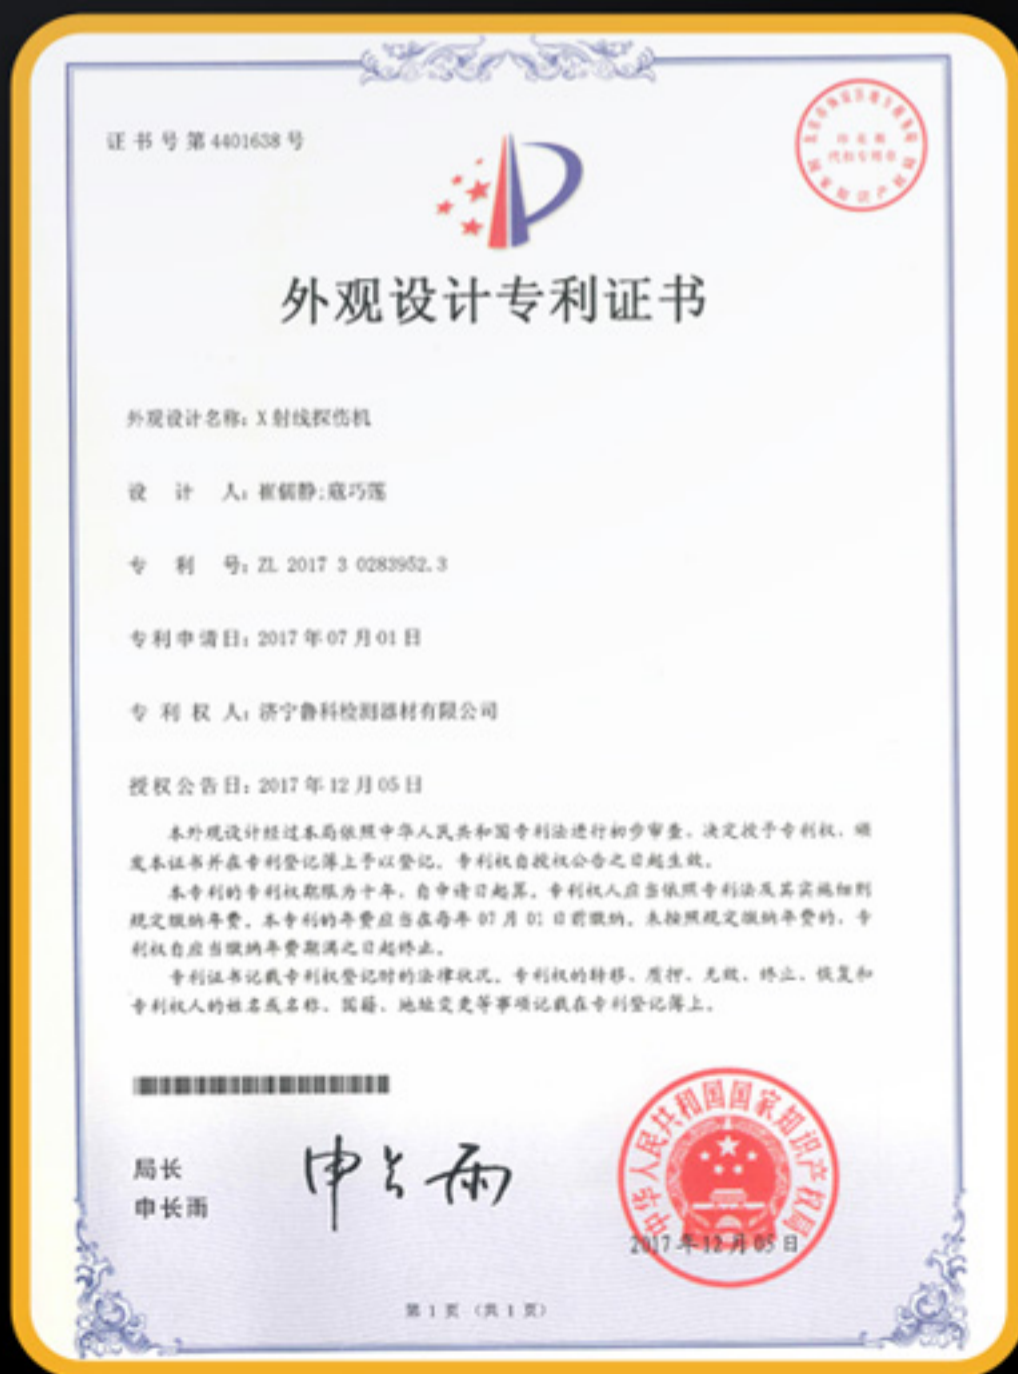 证书号第4401638号
外观设计专利证书
外观设计名称：X射线探伤机
设 计 人：崔 静；寇巧莲
专 利 号：ZL 2017 3 0283952.3
专利申请日：2017年07月01日
专 利 权 人：济宁鲁科检测器材有限公司
授权公告日：2017年12月05日
本外观设计经过本局依照中华人民共和国专利法进行初步审查，决定授予专利权，颁
发本证书并在专利登记簿上予以登记。专利权自授权公告之日起生效。
本专利的专利权期限为十年，自申请日起算。专利权人应当依照专利法及其实施细则
规定缴纳年费。本专利的年费应当在每年07月01日前缴纳。未按照规定缴纳年费的，专
利权自应当缴纳年费期满之日起终止。
专利证书记载专利权登记时的法律状况。专利权的转移、质押、无效、终止、恢复和
专利权人的姓名或名称、国籍、地址变更等事项记载在专利登记簿上。
局长
申长雨
申长雨
中华人民共和国国家知识产权局
2017年12月05日
第1页（共1页）